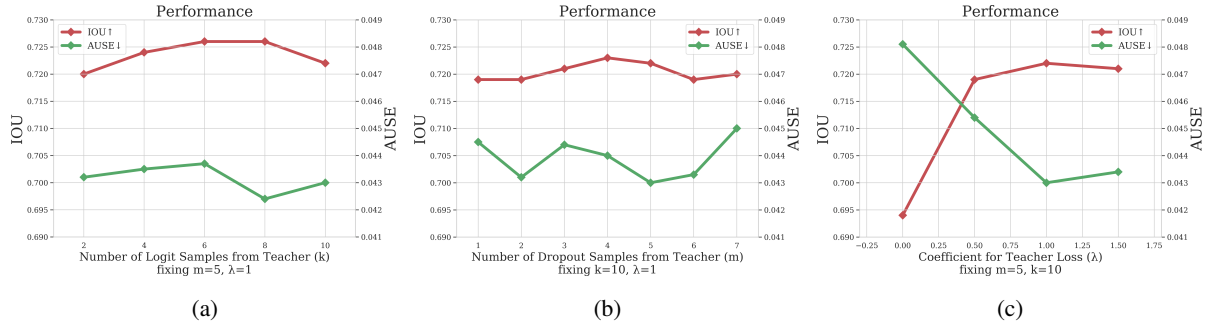 Performance
IOU↑
AUSE↓
0.730
0.725
0.720
0.715
0.710
0.705
0.700
0.695
0.690
IOU
0.049
0.048
0.047
0.046
0.045
0.044
0.043
0.042
0.041
AUSE
2 4 6 8 10
Number of Logit Samples from Teacher (k)
fixing m=5, λ=1
(a)
Performance
IOU↑
AUSE↓
0.730
0.725
0.720
0.715
0.710
0.705
0.700
0.695
0.690
IOU
0.049
0.048
0.047
0.046
0.045
0.044
0.043
0.042
0.041
AUSE
1 2 3 4 5 6 7
Number of Dropout Samples from Teacher (m)
fixing k=10, λ=1
(b)
Performance
IOU↑
AUSE↓
0.730
0.725
0.720
0.715
0.710
0.705
0.700
0.695
0.690
IOU
0.049
0.048
0.047
0.046
0.045
0.044
0.043
0.042
0.041
AUSE
−0.25 0.00 0.25 0.50 0.75 1.00 1.25 1.50 1.75
Coefficient for Teacher Loss (λ)
fixing m=5, k=10
(c)